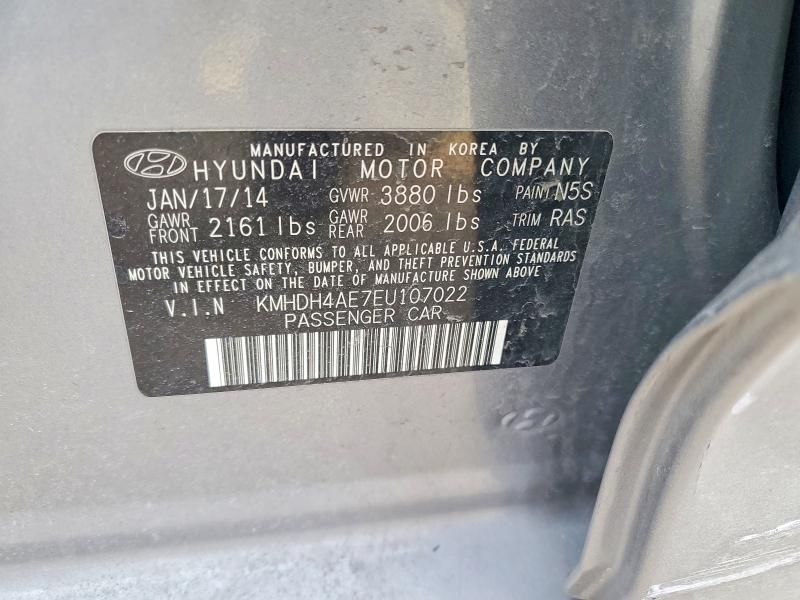 MANUFACTURED IN KOREA BY
HYUNDAI MOTOR COMPANY
JAN/17/14 GVWR 3880 lbs PAINT N5S
GAWR FRONT 2161 lbs GAWR REAR 2006 lbs TRIM RAS
THIS VEHICLE CONFORMS TO ALL APPLICABLE U.S.A. FEDERAL
MOTOR VEHICLE SAFETY, BUMPER, AND THEFT PREVENTION STANDARDS
IN EFFECT ON THE DATE OF MANUFACTURE SHOWN ABOVE
V.I.N KMHDH4AE7EU107022
PASSENGER CAR